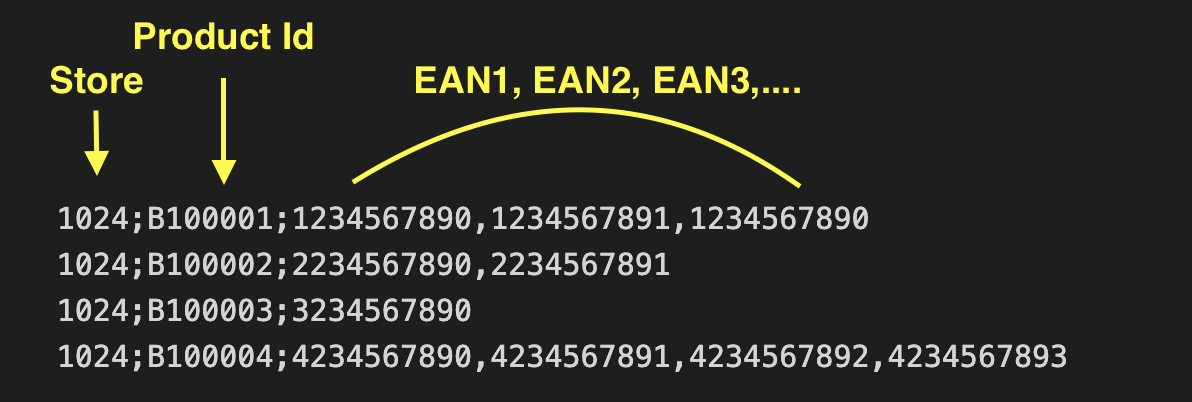 Product Id
Store
EAN1, EAN2, EAN3,....
1024;B100001;1234567890,1234567891,1234567890
1024;B100002;2234567890,2234567891
1024;B100003;3234567890
1024;B100004;4234567890,4234567891,4234567892,4234567893